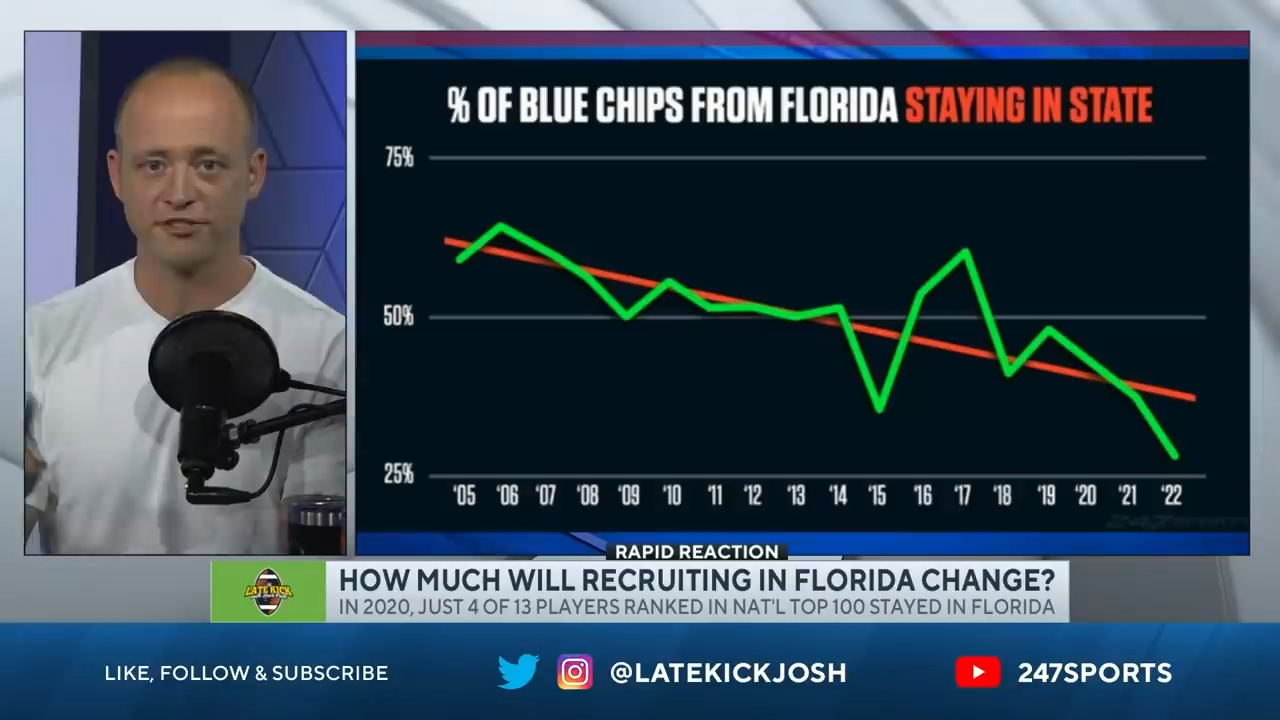 % OF BLUE CHIPS FROM FLORIDA STAYING IN STATE
75%
50%
25%
'05 '06 '07 '08 '09 '10 '11 '12 '13 '14 '15 '16 '17 '18 '19 '20 '21 '22
247SPORTS
RAPID REACTION
LATE KICK
HOW MUCH WILL RECRUITING IN FLORIDA CHANGE?
IN 2020, JUST 4 OF 13 PLAYERS RANKED IN NAT'L TOP 100 STAYED IN FLORIDA
LIKE, FOLLOW & SUBSCRIBE
@LATEKICKJOSH
247SPORTS